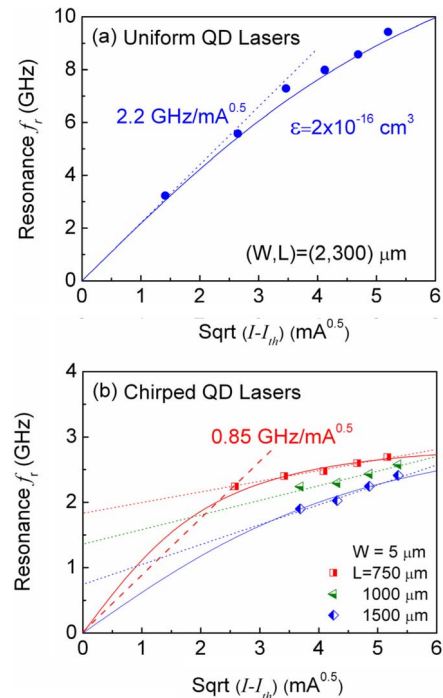 (a) Uniform QD Lasers
10
8
6
4
2
0
Resonance fᵣ (GHz)
2.2 GHz/mA^0.5
ε=2x10^-16 cm^3
(W,L)=(2,300) μm
0 1 2 3 4 5 6
Sqrt (I-I_th) (mA^0.5)
(b) Chirped QD Lasers
4
3
2
1
0
Resonance fᵣ (GHz)
0.85 GHz/mA^0.5
W = 5 μm
L=750 μm
1000 μm
1500 μm
0 1 2 3 4 5 6
Sqrt (I-I_th) (mA^0.5)